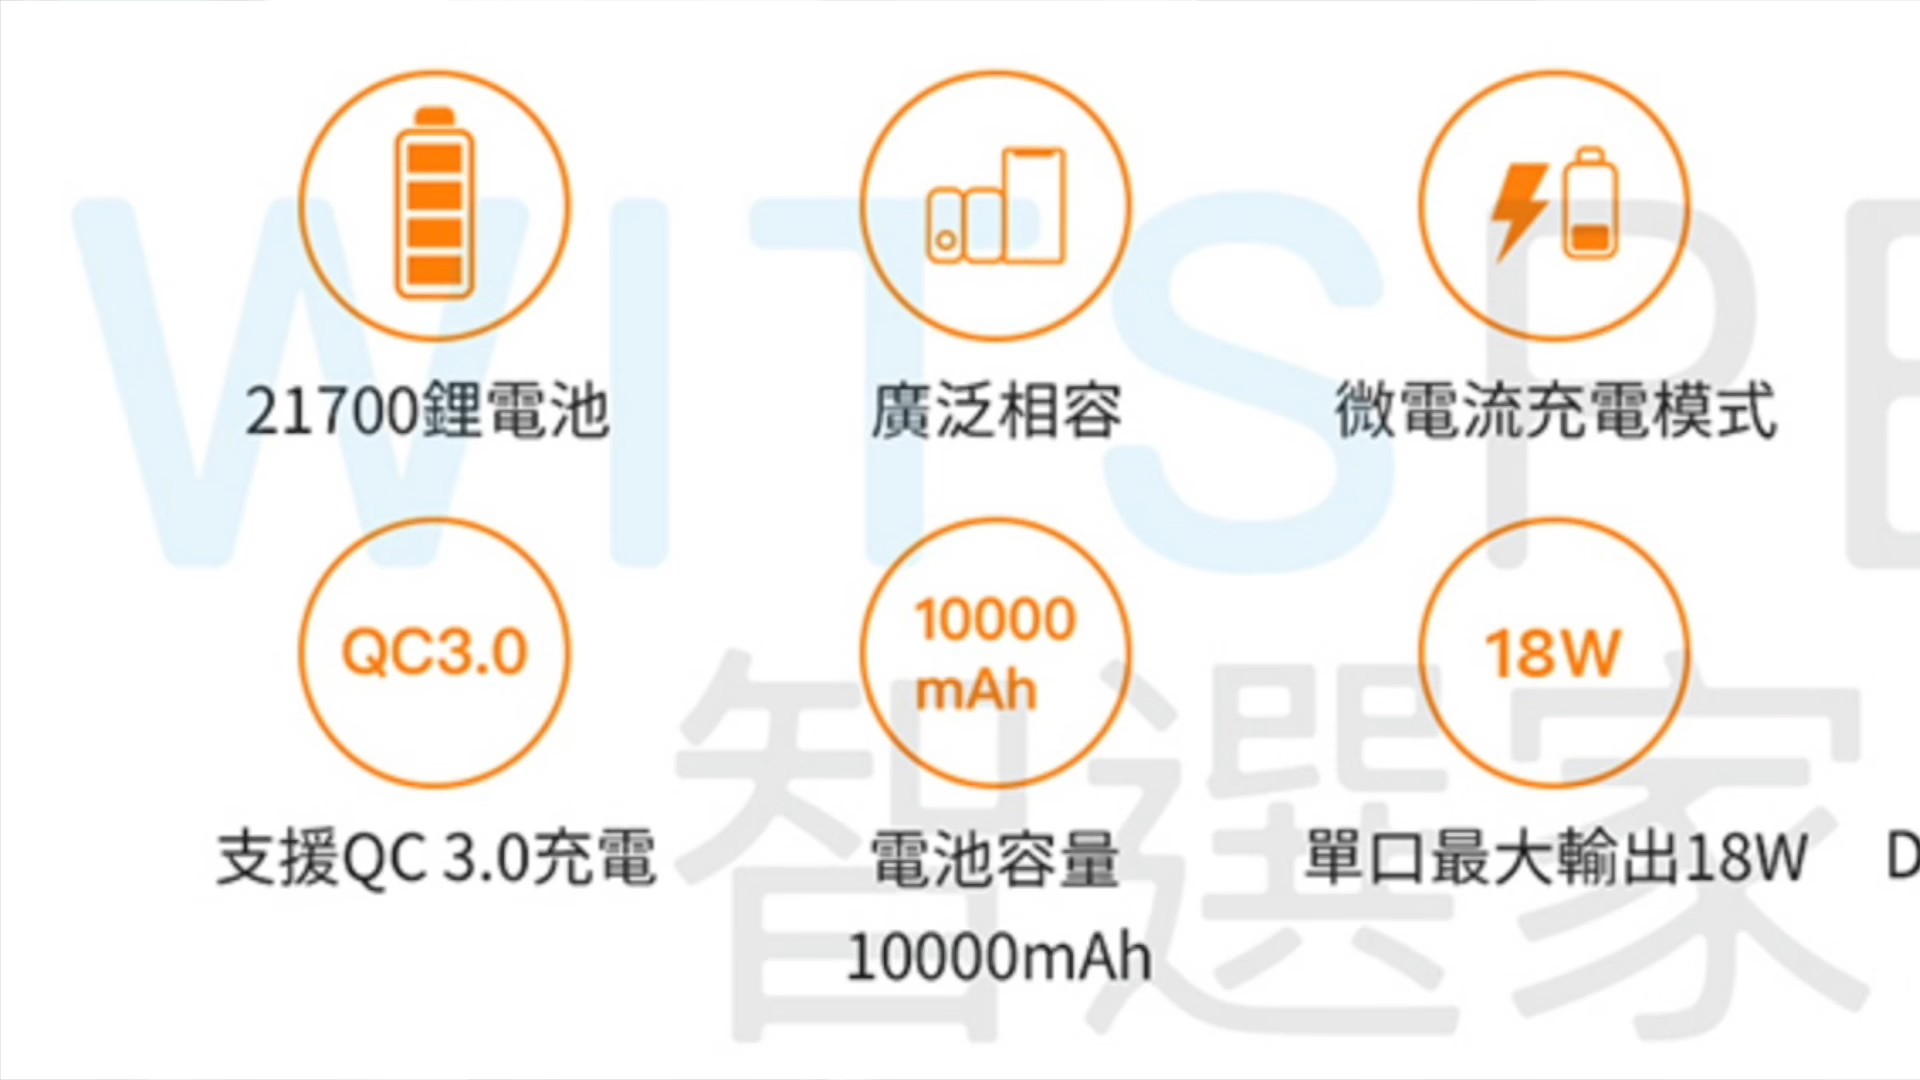 21700鋰電池
廣泛相容
微電流充電模式
QC3.0
10000
mAh
18W
支援QC 3.0充電
電池容量
10000mAh
單口最大輸出18W
D
WITSPE
智選家